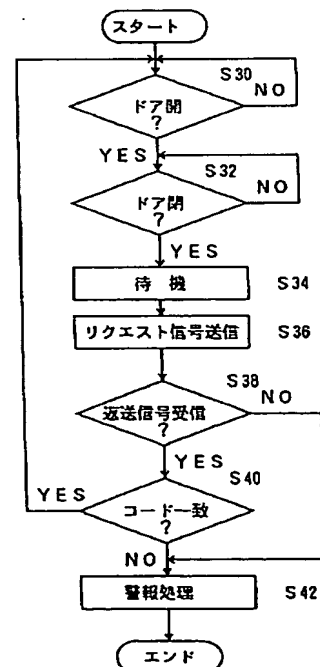 スタート
S30
NO
ドア開
?
YES
S32
NO
ドア閉
?
YES
待機
S34
リクエスト信号送信
S36
S38
NO
返送信号受信
?
YES
S40
YES
コード一致
?
NO
警報処理
S42
エンド